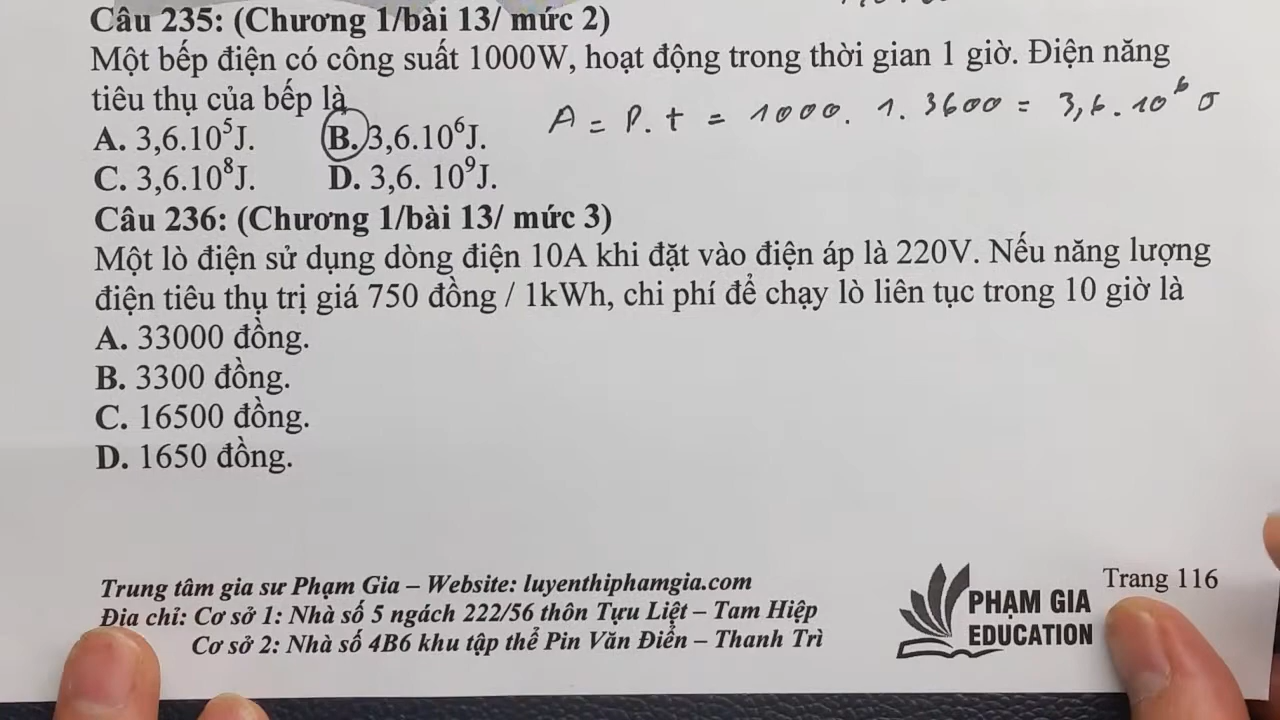 Câu 235: (Chương 1/bài 13/ mức 2)
Một bếp điện có công suất 1000W, hoạt động trong thời gian 1 giờ. Điện năng
tiêu thụ của bếp là
A = P. t = 1000. 1. 3600 = 3,6. 10⁶ J
A. 3,6.10⁵J. B. 3,6.10⁶J.
C. 3,6.10⁸J. D. 3,6. 10⁹J.
Câu 236: (Chương 1/bài 13/ mức 3)
Một lò điện sử dụng dòng điện 10A khi đặt vào điện áp là 220V. Nếu năng lượng
điện tiêu thụ trị giá 750 đồng / 1kWh, chi phí để chạy lò liên tục trong 10 giờ là
A. 33000 đồng.
B. 3300 đồng.
C. 16500 đồng.
D. 1650 đồng.
Trung tâm gia sư Phạm Gia – Website: luyenthiphamgia.com
Địa chỉ: Cơ sở 1: Nhà số 5 ngách 222/56 thôn Tựu Liệt – Tam Hiệp
Cơ sở 2: Nhà số 4B6 khu tập thể Pin Văn Điển – Thanh Trì
PHẠM GIA
EDUCATION
Trang 116